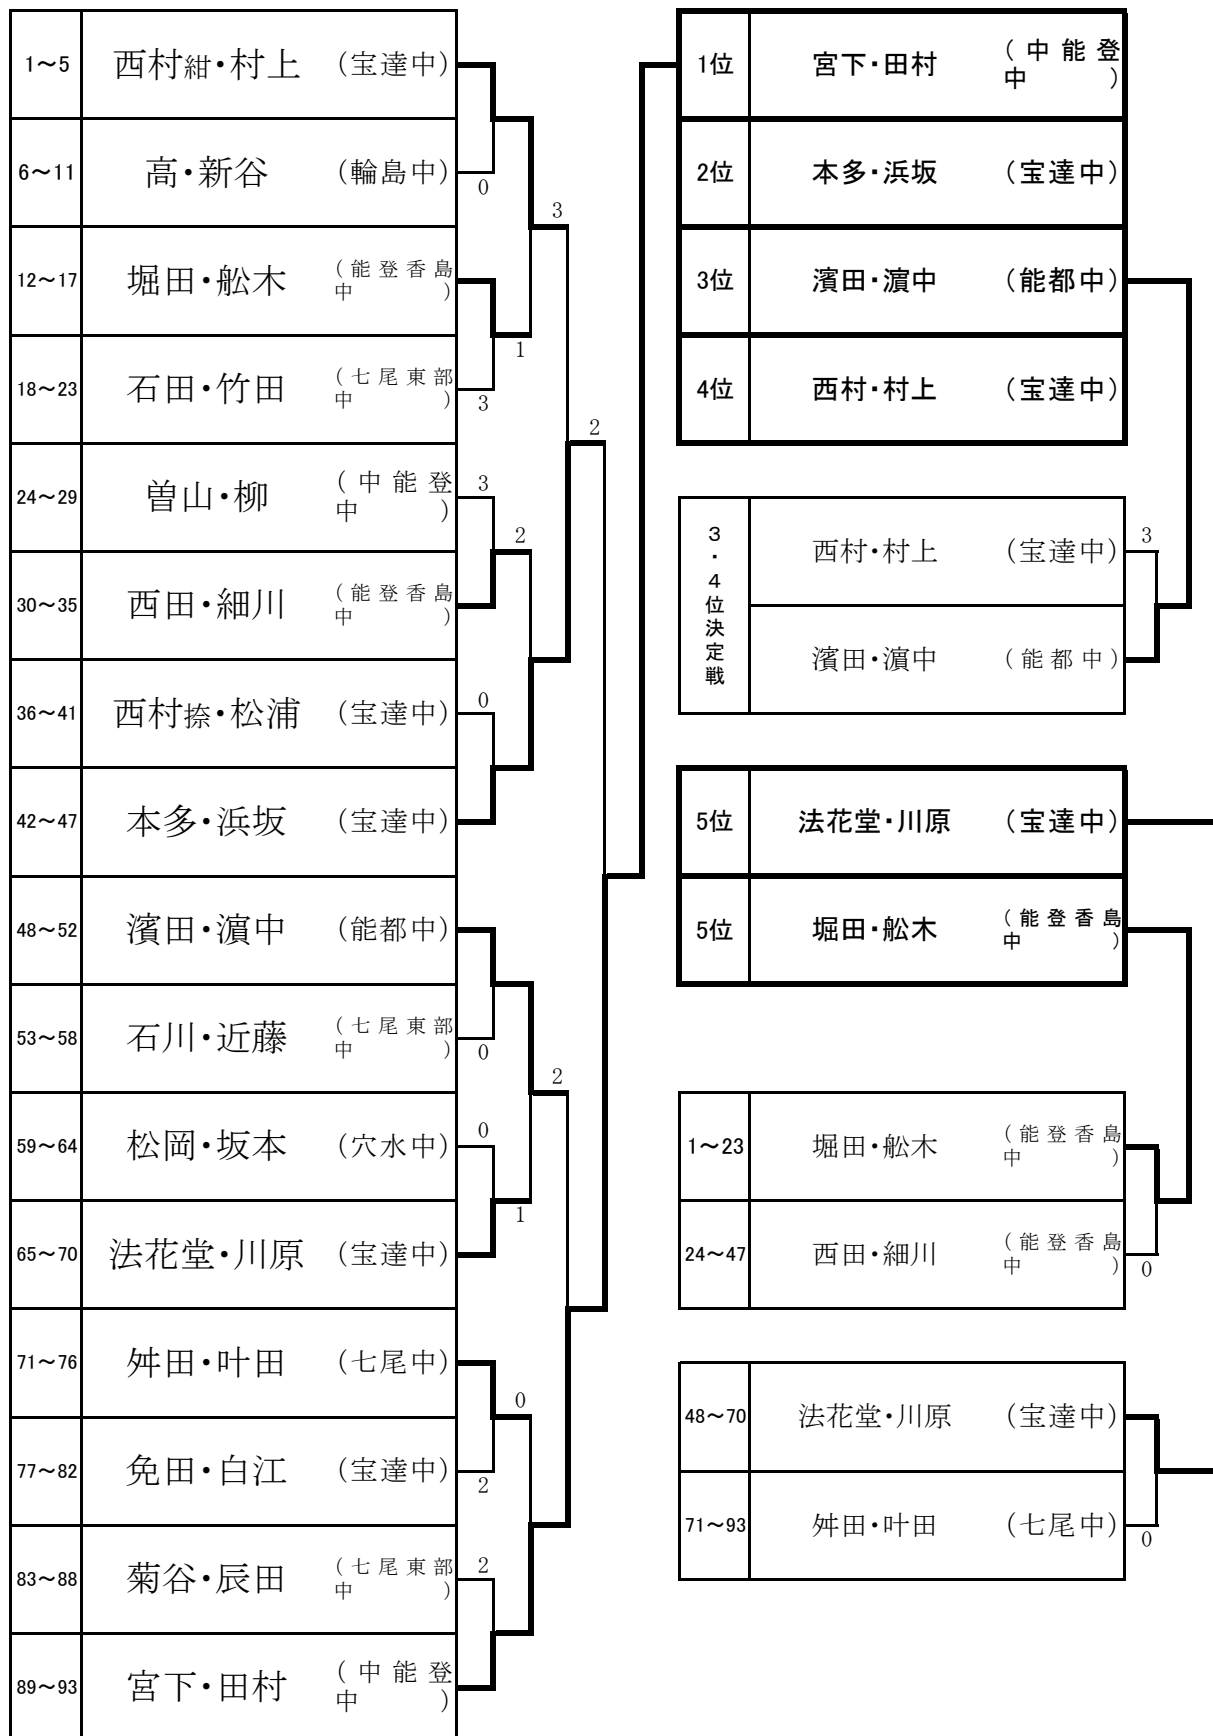 1～5 西村紺・村上 (宝達中)
6～11 高・新谷 (輪島中)
0
3
12～17 堀田・舩木 (能登香島中)
1
18～23 石田・竹田 (七尾東部中)
3
2
24～29 曽山・柳 (中能登中)
3
2
30～35 西田・細川 (能登香島中)
36～41 西村捺・松浦 (宝達中)
0
42～47 本多・浜坂 (宝達中)
48～52 濱田・濵中 (能都中)
53～58 石川・近藤 (七尾東部中)
0
2
59～64 松岡・坂本 (穴水中)
0
1
65～70 法花堂・川原 (宝達中)
71～76 舛田・叶田 (七尾中)
0
77～82 免田・白江 (宝達中)
2
83～88 菊谷・辰田 (七尾東部中)
2
89～93 宮下・田村 (中能登中)
1位 宮下・田村 (中能登中)
2位 本多・浜坂 (宝達中)
3位 濱田・濵中 (能都中)
4位 西村・村上 (宝達中)
3・4位決定戦
西村・村上 (宝達中)
3
濱田・濵中 (能都中)
5位 法花堂・川原 (宝達中)
5位 堀田・舩木 (能登香島中)
1～23 堀田・舩木 (能登香島中)
24～47 西田・細川 (能登香島中)
0
48～70 法花堂・川原 (宝達中)
71～93 舛田・叶田 (七尾中)
0